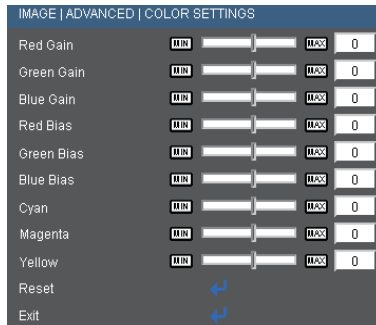 IMAGE | ADVANCED | COLOR SETTINGS
Red Gain MIN MAX 0
Green Gain MIN MAX 0
Blue Gain MIN MAX 0
Red Bias MIN MAX 0
Green Bias MIN MAX 0
Blue Bias MIN MAX 0
Cyan MIN MAX 0
Magenta MIN MAX 0
Yellow MIN MAX 0
Reset
Exit